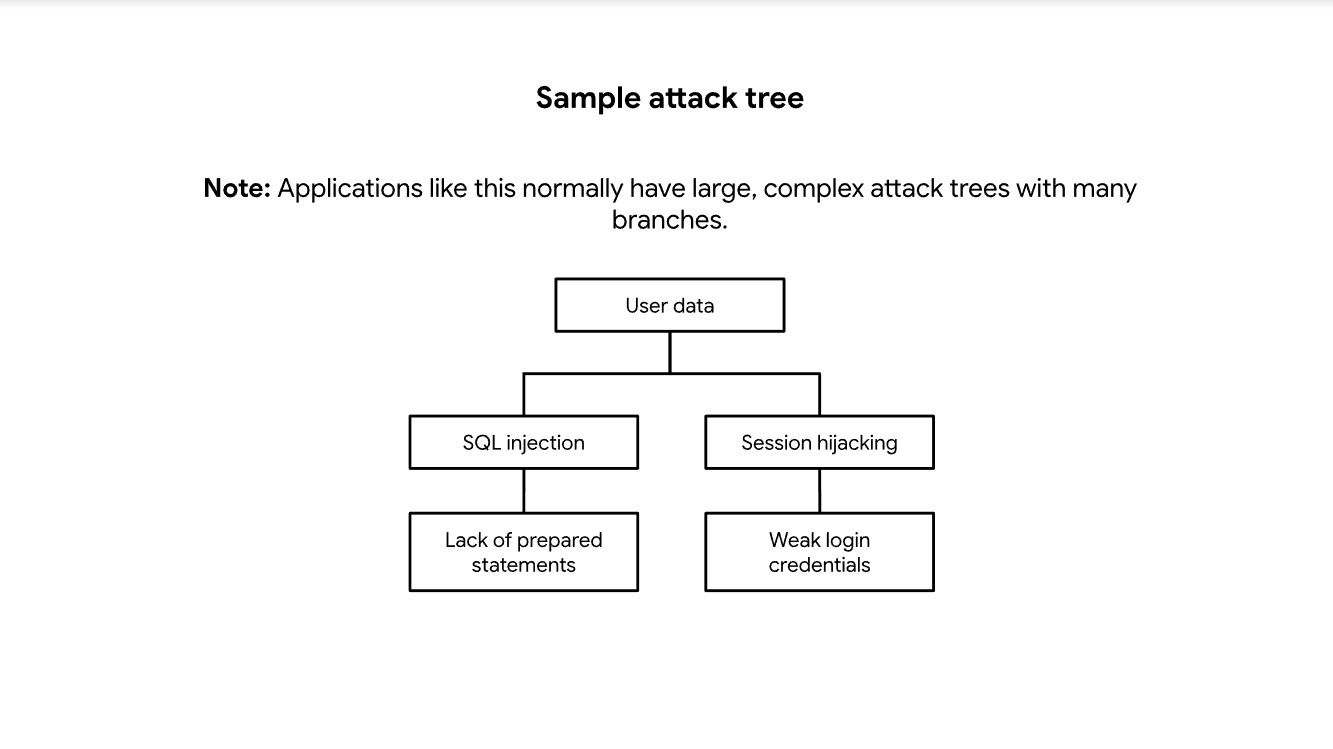 Sample attack tree
Note: Applications like this normally have large, complex attack trees with many
branches.
User data
SQL injection
Session hijacking
Lack of prepared
statements
Weak login
credentials